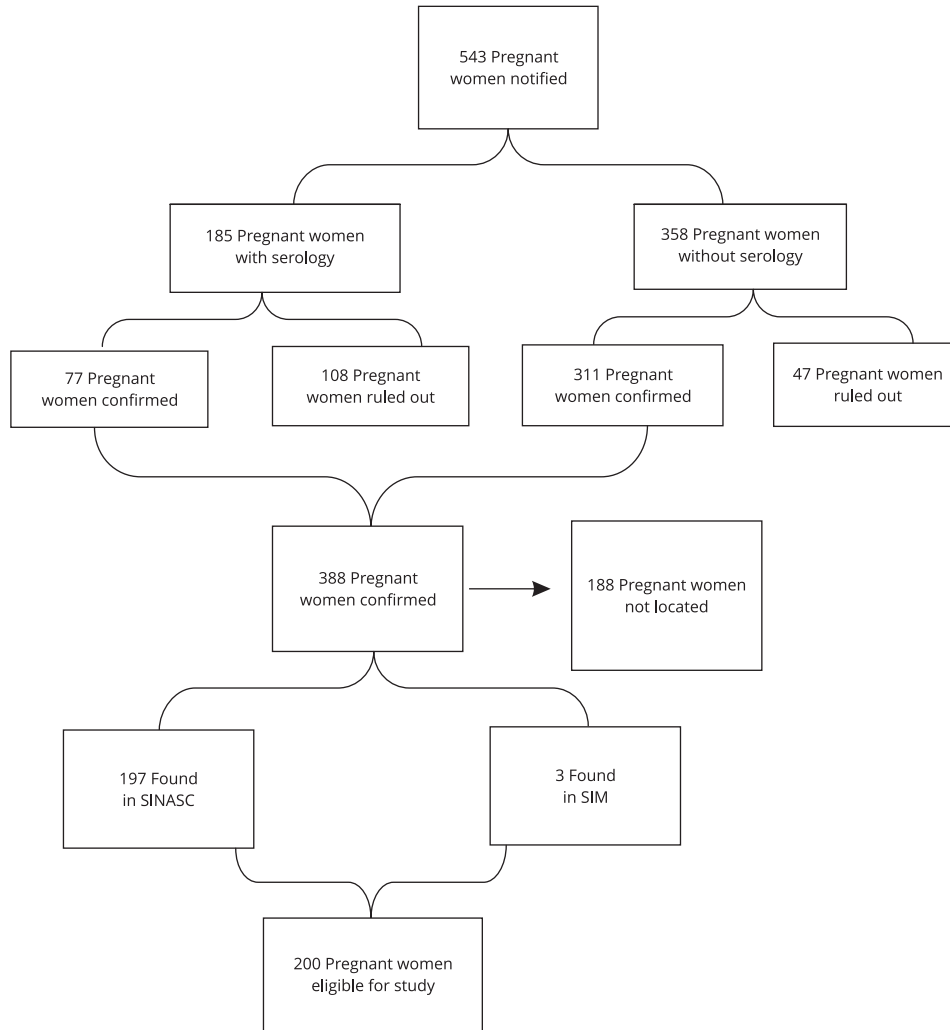 543 Pregnant
women notified
185 Pregnant women
with serology
358 Pregnant women
without serology
77 Pregnant
women confirmed
108 Pregnant
women ruled out
311 Pregnant
women confirmed
47 Pregnant women
ruled out
388 Pregnant
women confirmed
188 Pregnant women
not located
197 Found
in SINASC
3 Found
in SIM
200 Pregnant women
eligible for study